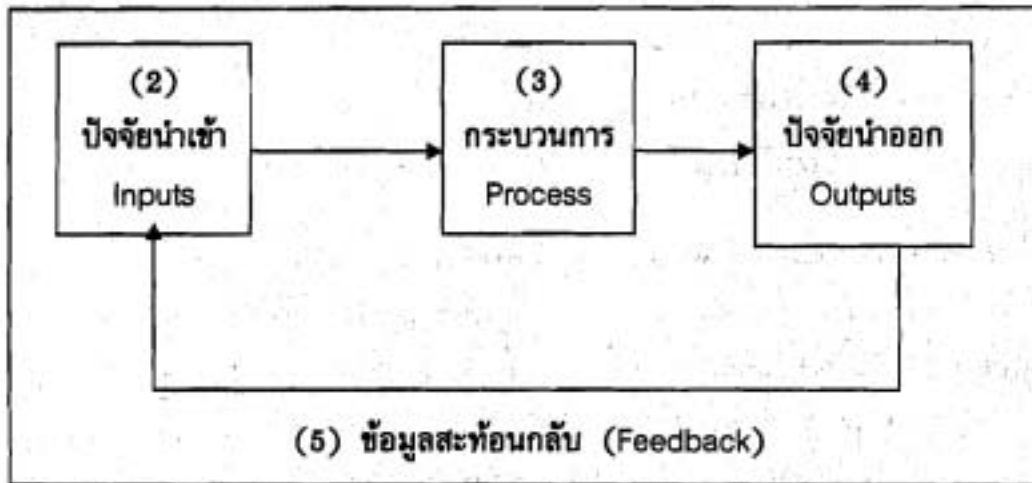 (2)
ปัจจัยนำเข้า
Inputs
(3)
กระบวนการ
Process
(4)
ปัจจัยนำออก
Outputs
(5) ข้อมูลสะท้อนกลับ (Feedback)